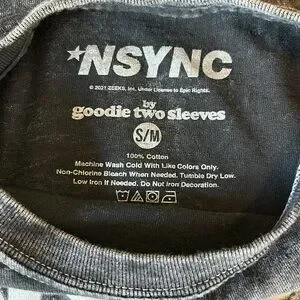 *NSYNC
© 2021 ZEEKS, Inc. Under License to Epic Rights.
by
goodie two sleeves
S/M
100% Cotton
Machine Wash Cold With Like Colors Only.
Non-Chlorine Bleach When Needed. Tumble Dry Low.
Low Iron If Needed. Do Not Iron Decoration.